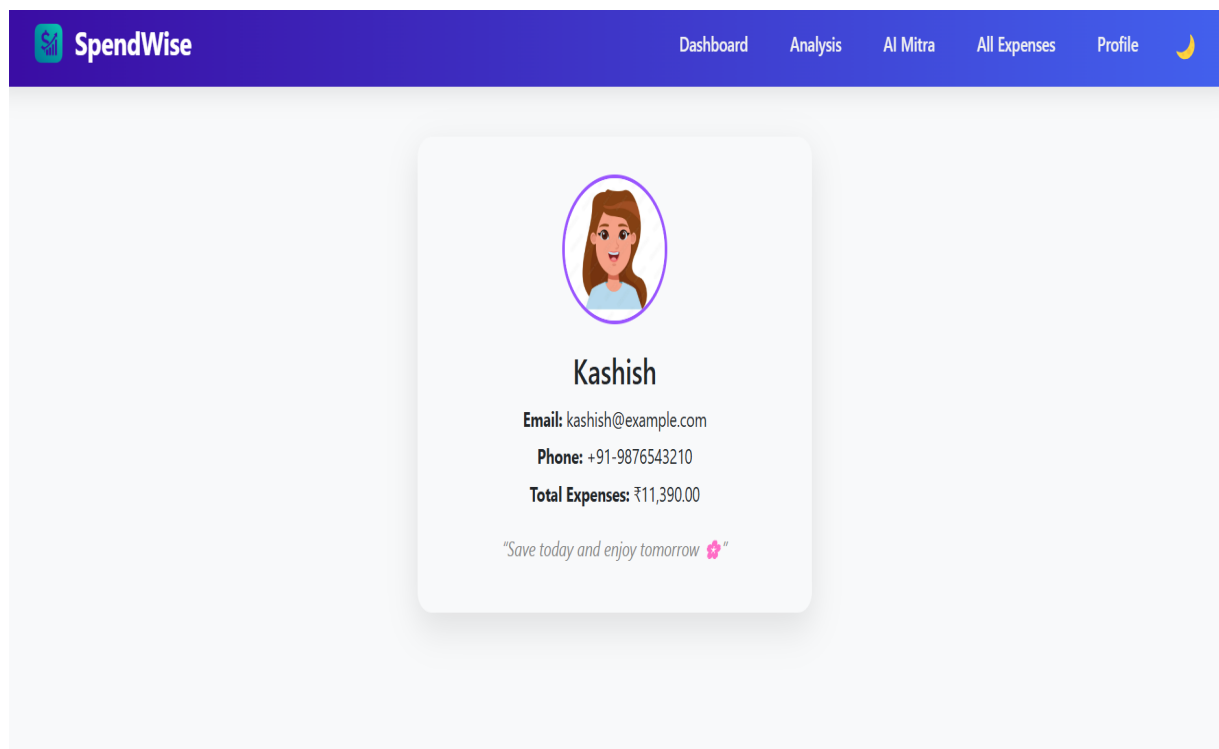 SpendWise
Dashboard Analysis AI Mitra All Expenses Profile
Kashish
Email: kashish@example.com
Phone: +91-9876543210
Total Expenses: ₹11,390.00
"Save today and enjoy tomorrow 🌸"